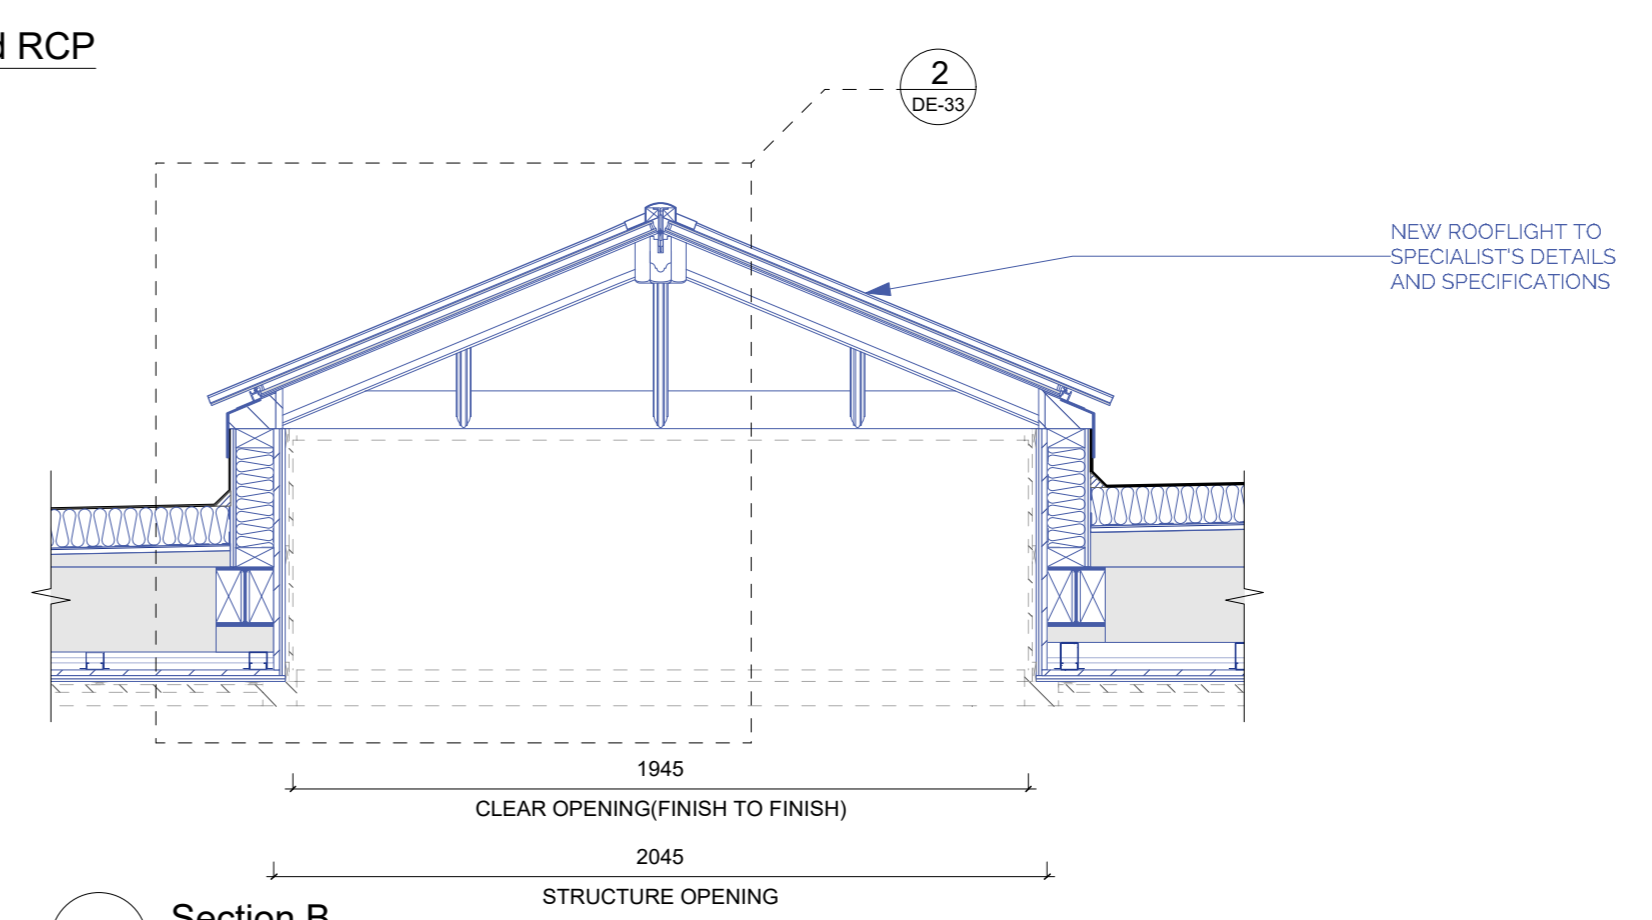 d RCP
2
DE-33
NEW ROOFLIGHT TO
SPECIALIST'S DETAILS
AND SPECIFICATIONS
1945
CLEAR OPENING(FINISH TO FINISH)
2045
STRUCTURE OPENING
Section B